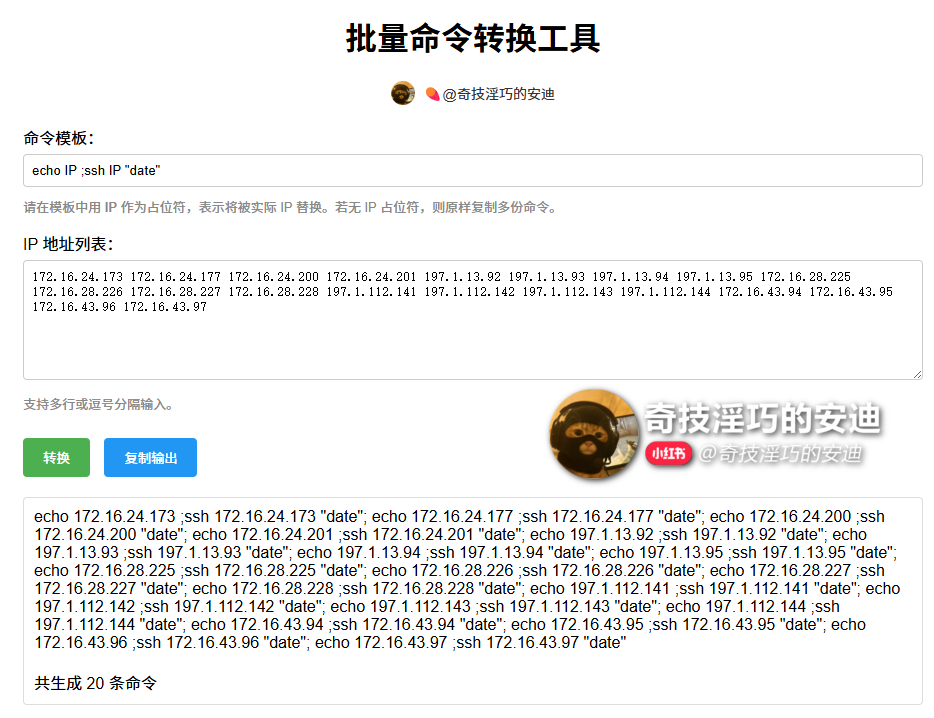 批量命令转换工具
@奇技淫巧的安迪
命令模板：
echo IP ;ssh IP "date"
请在模板中用 IP 作为占位符，表示将被实际 IP 替换。若无 IP 占位符，则原样复制多份命令。
IP 地址列表：
172.16.24.173 172.16.24.177 172.16.24.200 172.16.24.201 197.1.13.92 197.1.13.93 197.1.13.94 197.1.13.95 172.16.28.225
172.16.28.226 172.16.28.227 172.16.28.228 197.1.112.141 197.1.112.142 197.1.112.143 197.1.112.144 172.16.43.94 172.16.43.95
172.16.43.96 172.16.43.97
支持多行或逗号分隔输入。
奇技淫巧的安迪
小红书 @奇技淫巧的安迪
转换 复制输出
echo 172.16.24.173 ;ssh 172.16.24.173 "date"; echo 172.16.24.177 ;ssh 172.16.24.177 "date"; echo 172.16.24.200 ;ssh
172.16.24.200 "date"; echo 172.16.24.201 ;ssh 172.16.24.201 "date"; echo 197.1.13.92 ;ssh 197.1.13.92 "date"; echo
197.1.13.93 ;ssh 197.1.13.93 "date"; echo 197.1.13.94 ;ssh 197.1.13.94 "date"; echo 197.1.13.95 ;ssh 197.1.13.95 "date";
echo 172.16.28.225 ;ssh 172.16.28.225 "date"; echo 172.16.28.226 ;ssh 172.16.28.226 "date"; echo 172.16.28.227 ;ssh
172.16.28.227 "date"; echo 172.16.28.228 ;ssh 172.16.28.228 "date"; echo 197.1.112.141 ;ssh 197.1.112.141 "date"; echo
197.1.112.142 ;ssh 197.1.112.142 "date"; echo 197.1.112.143 ;ssh 197.1.112.143 "date"; echo 197.1.112.144 ;ssh
197.1.112.144 "date"; echo 172.16.43.94 ;ssh 172.16.43.94 "date"; echo 172.16.43.95 ;ssh 172.16.43.95 "date"; echo
172.16.43.96 ;ssh 172.16.43.96 "date"; echo 172.16.43.97 ;ssh 172.16.43.97 "date"
共生成 20 条命令